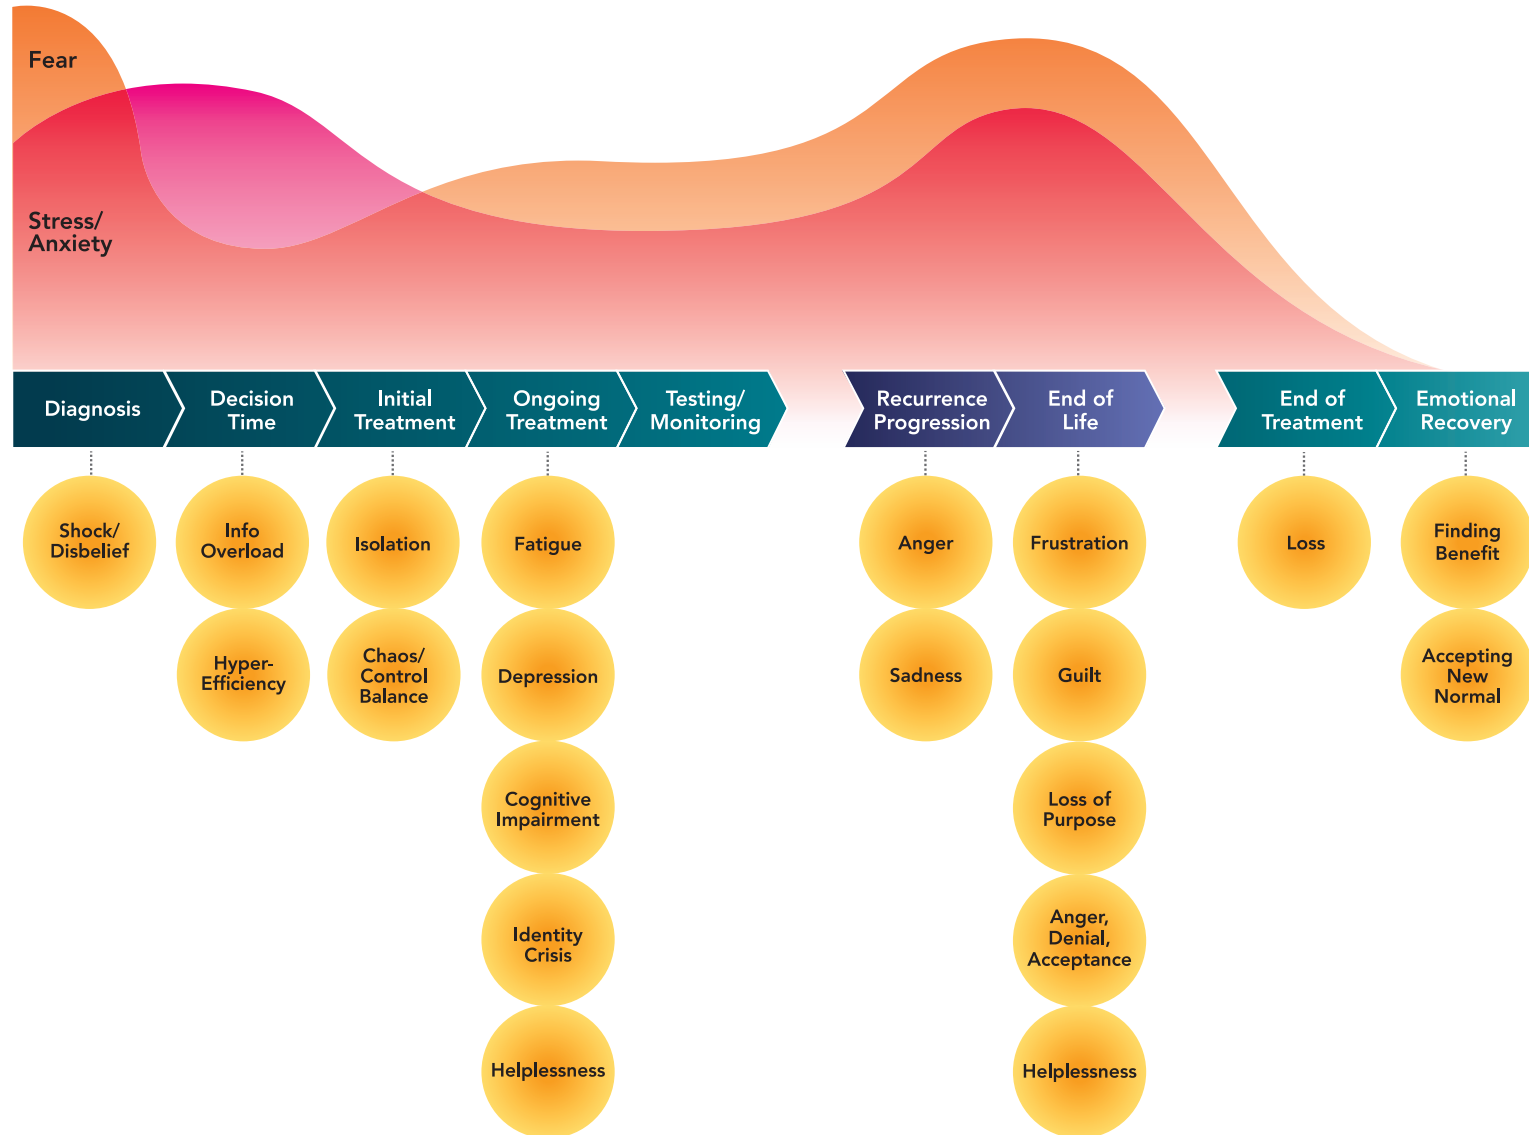 Fear
Stress/
Anxiety
Diagnosis
Decision
Time
Initial
Treatment
Ongoing
Treatment
Testing/
Monitoring
Recurrence
Progression
End of
Life
End of
Treatment
Emotional
Recovery
Shock/
Disbelief
Info
Overload
Hyper-
Efficiency
Isolation
Chaos/
Control
Balance
Fatigue
Depression
Cognitive
Impairment
Identity
Crisis
Helplessness
Anger
Sadness
Frustration
Guilt
Loss of
Purpose
Anger,
Denial,
Acceptance
Helplessness
Loss
Finding
Benefit
Accepting
New
Normal